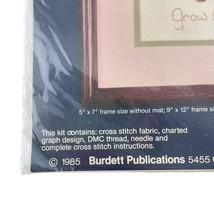 grow
5" x 7" frame size without mat; 9" x 12" frame
This kit contains: cross stitch fabric, charted
graph design, DMC thread, needle and
complete cross stitch instructions.
© 1985 Burdett Publications 5455